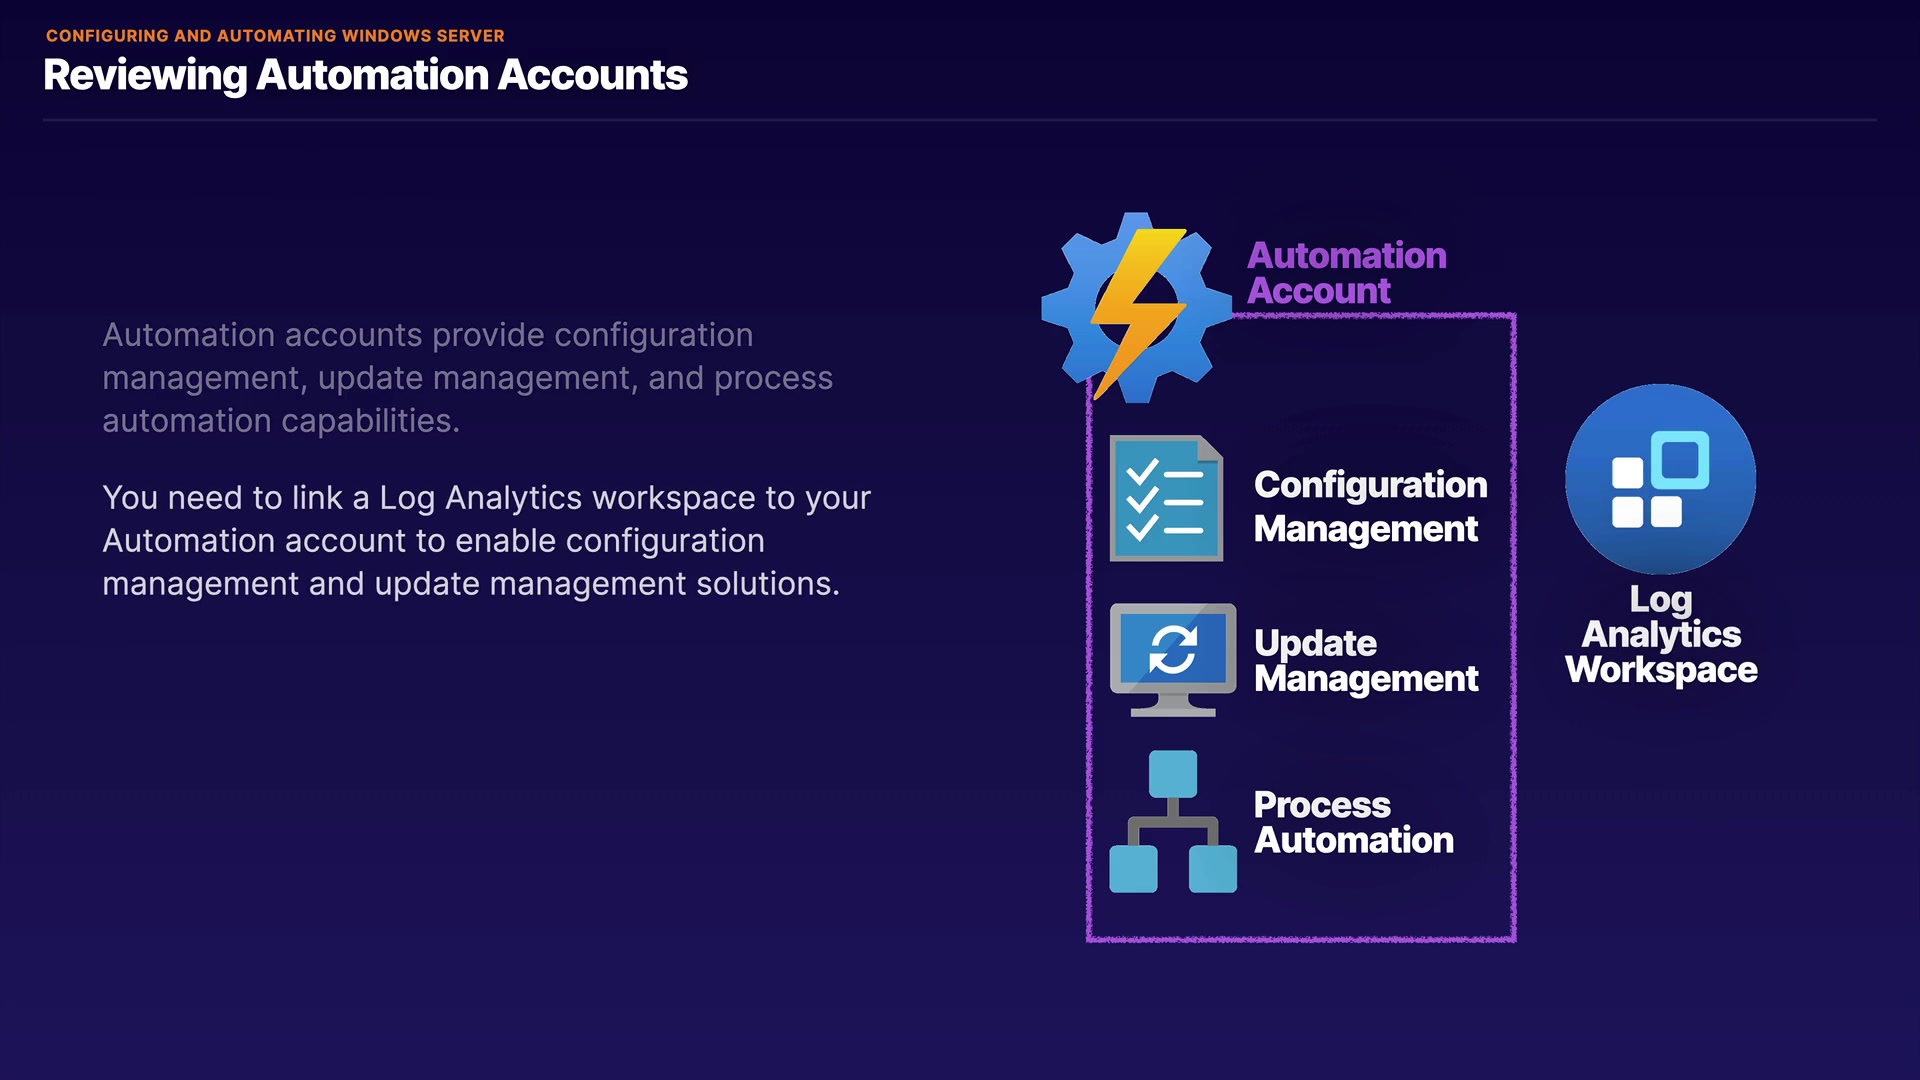 CONFIGURING AND AUTOMATING WINDOWS SERVER
Reviewing Automation Accounts
Automation accounts provide configuration
management, update management, and process
automation capabilities.
You need to link a Log Analytics workspace to your
Automation account to enable configuration
management and update management solutions.
Automation
Account
Configuration
Management
Update
Management
Process
Automation
Log
Analytics
Workspace